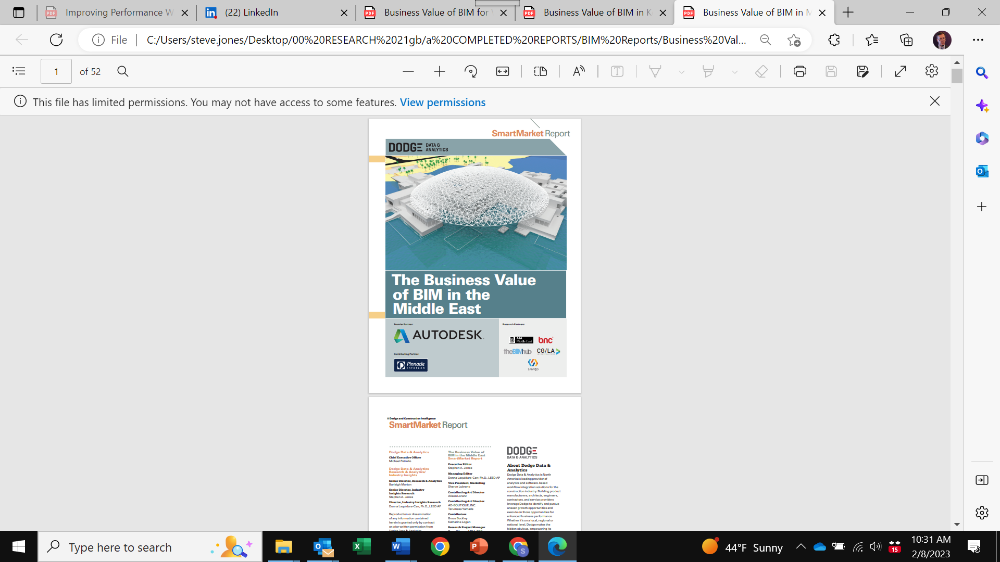 Improving Performance W
(22) LinkedIn
Business Value of BIM for
Business Value of BIM in K
Business Value of BIM in M
File
C:/Users/steve.jones/Desktop/00%20RESEARCH%2021gb/a%20COMPLETED%20REPORTS/BIM%20Reports/Business%20Val...
1
of 52
This file has limited permissions. You may not have access to some features. View permissions
SmartMarket Report
DODGE DATA &
ANALYTICS
The Business Value
of BIM in the
Middle East
Premier Partner:
AUTODESK
Contributing Partner:
Pinnacle
Infotech
Research Partners:
AIA
Middle East
bnc
theBIMhub
CG/LA
INFRASTRUCTURE
SANVEO
Design and Construction Intelligence
SmartMarket Report
Dodge Data & Analytics
Chief Executive Officer
Michael Petrullo
Dodge Data & Analytics
Research & Analytics/
Industry Insights
Senior Director, Research & Analytics
Burleigh Morton
Senior Director, Industry
Insights Research
Stephen A. Jones
Director, Industry Insights Research
Donna Laquidara-Carr, Ph.D., LEED AP
Reproduction or dissemination
of any information contained
herein is granted only by contract
or prior written permission from
Dodge Data & Analytics.
The Business Value of
BIM in the Middle East
SmartMarket Report
Executive Editor
Stephen A. Jones
Managing Editor
Donna Laquidara-Carr, Ph.D., LEED AP
Vice President, Marketing
Sharon Lubrano
Contributing Art Director
Alison Lorenz
Contributing Art Director
AD-BOUTIQUE, INC.
Terumasa Yamada
Contributors
Bruce Buckley
Katharine Logan
Research Project Manager
DODGE
DATA & ANALYTICS
About Dodge Data &
Analytics
Dodge Data & Analytics is North
America's leading provider of
analytics and software-based
workflow integration solutions for the
construction industry. Building product
manufacturers, architects, engineers,
contractors, and service providers
leverage Dodge to identify and pursue
unseen growth opportunities and
execute on those opportunities for
enhanced business performance.
Whether it's on a local, regional or
national level, Dodge makes the
hidden obvious, empowering its
Type here to search
44°F Sunny
15
10:31 AM
2/8/2023